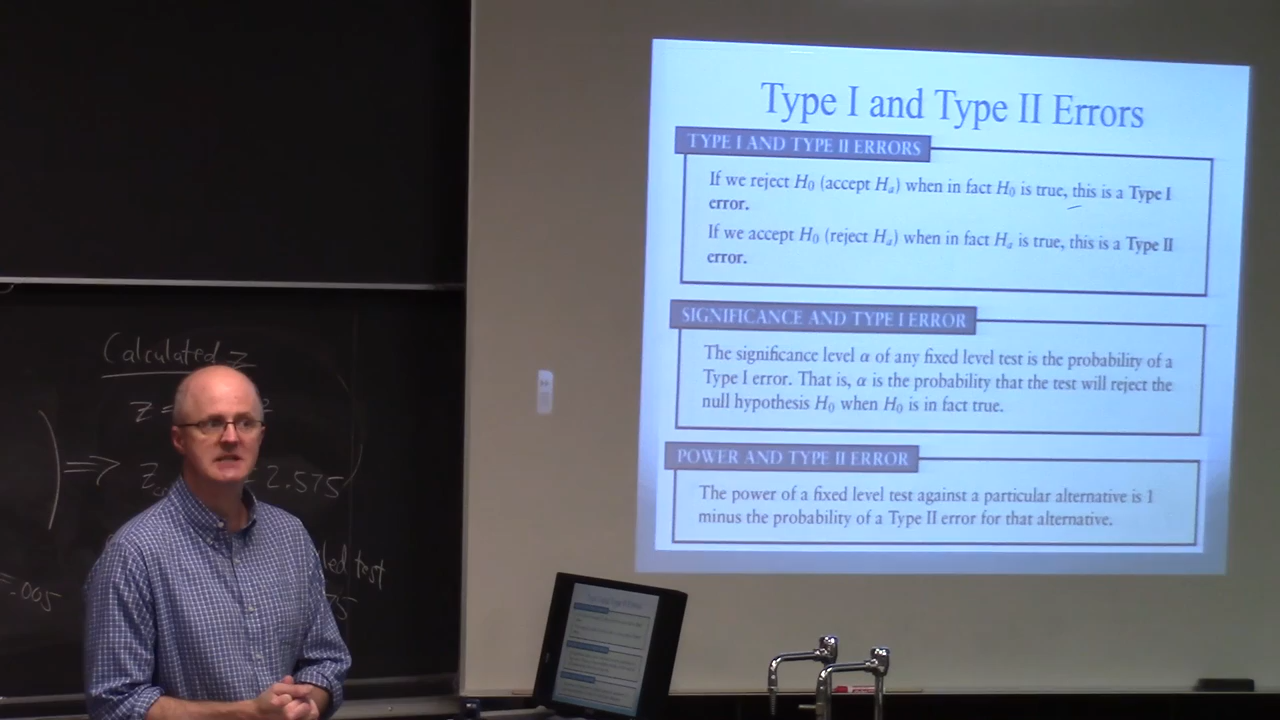 Type I and Type II Errors
TYPE I AND TYPE II ERRORS
If we reject H₀ (accept Hₐ) when in fact H₀ is true, this is a Type I
error.
If we accept H₀ (reject Hₐ) when in fact Hₐ is true, this is a Type II
error.
SIGNIFICANCE AND TYPE I ERROR
The significance level α of any fixed level test is the probability of a
Type I error. That is, α is the probability that the test will reject the
null hypothesis H₀ when H₀ is in fact true.
POWER AND TYPE II ERROR
The power of a fixed level test against a particular alternative is 1
minus the probability of a Type II error for that alternative.
Calculated z
z =
⇒ z = 2.575
test
=.005